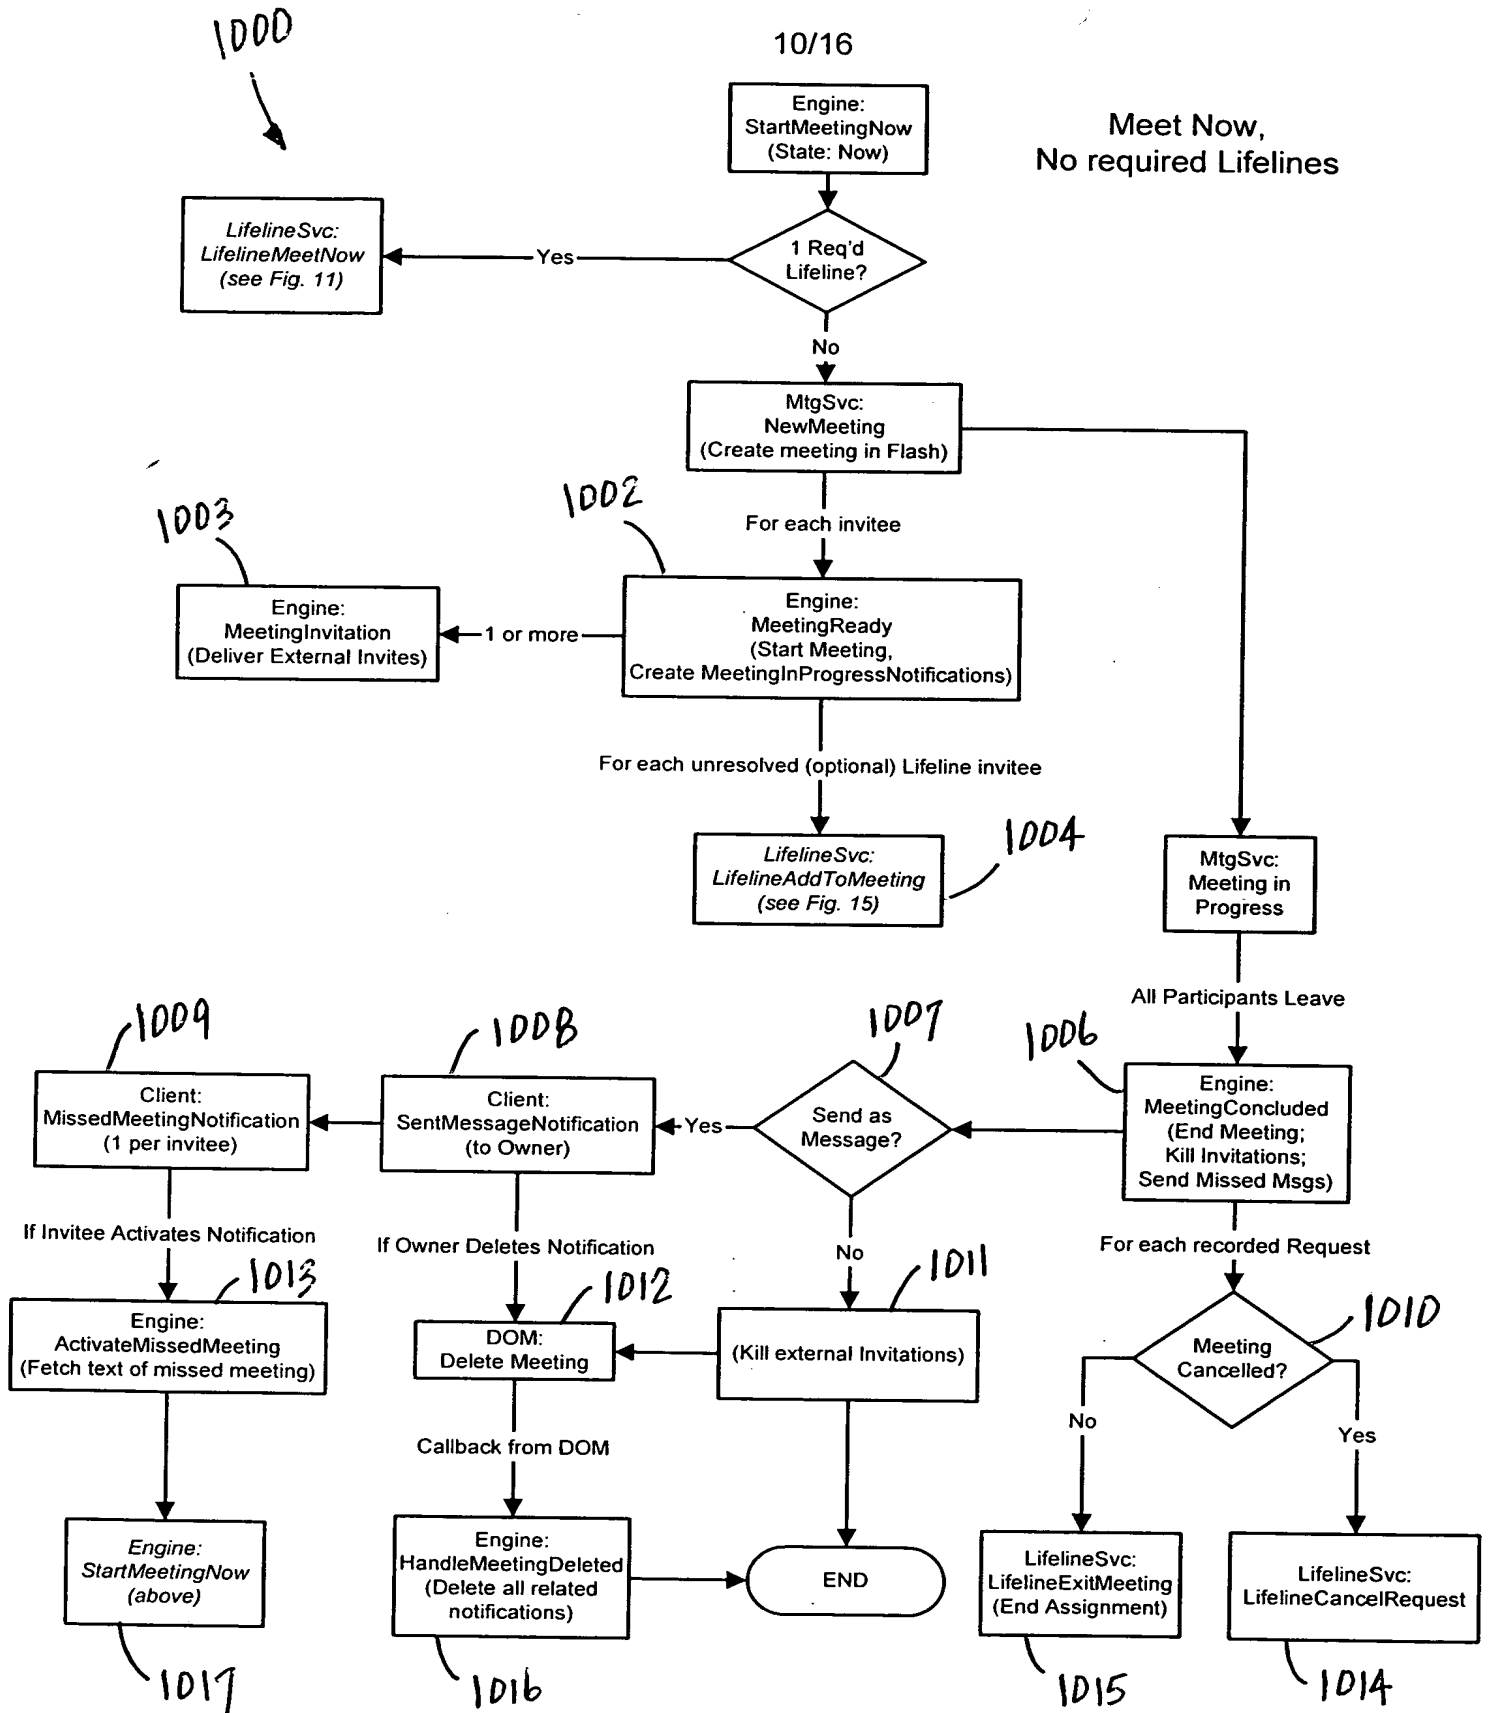 1000
10/16
Engine:
StartMeetingNow
(State: Now)
Meet Now,
No required Lifelines
LifelineSvc:
LifelineMeetNow
(see Fig. 11)
Yes
1 Req'd
Lifeline?
No
MtgSvc:
NewMeeting
(Create meeting in Flash)
1002
1003
For each invitee
Engine:
MeetingInvitation
(Deliver External Invites)
1 or more
Engine:
MeetingReady
(Start Meeting,
Create MeetingInProgressNotifications)
For each unresolved (optional) Lifeline invitee
1004
LifelineSvc:
LifelineAddToMeeting
(see Fig. 15)
MtgSvc:
Meeting in
Progress
All Participants Leave
1009
1008
1007
1006
Client:
MissedMeetingNotification
(1 per invitee)
Client:
SentMessageNotification
(to Owner)
Yes
Send as
Message?
Engine:
MeetingConcluded
(End Meeting;
Kill Invitations;
Send Missed Msgs)
If Invitee Activates Notification
If Owner Deletes Notification
No
For each recorded Request
1013
1012
1011
1010
Engine:
ActivateMissedMeeting
(Fetch text of missed meeting)
DOM:
Delete Meeting
(Kill external Invitations)
Meeting
Cancelled?
No
Yes
Callback from DOM
Engine:
StartMeetingNow
(above)
Engine:
HandleMeetingDeleted
(Delete all related
notifications)
END
LifelineSvc:
LifelineExitMeeting
(End Assignment)
LifelineSvc:
LifelineCancelRequest
1017
1016
1015
1014